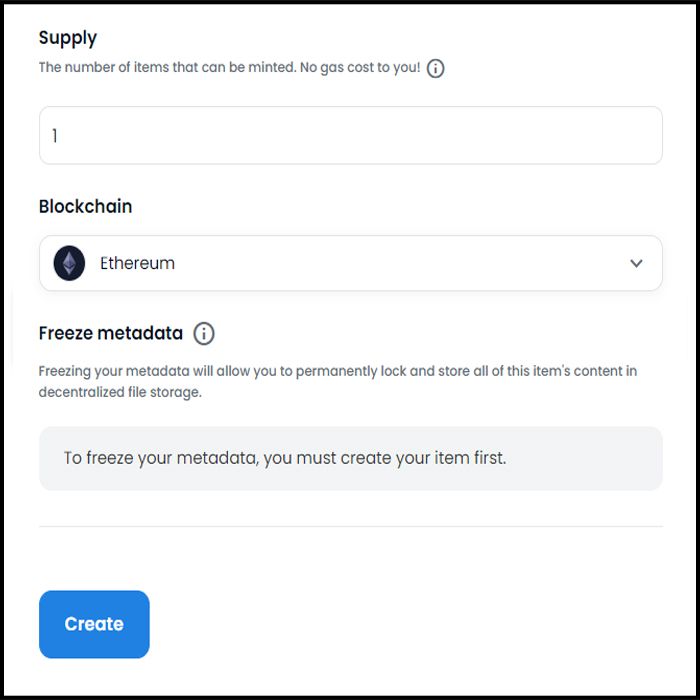 Supply
The number of items that can be minted. No gas cost to you!
1
Blockchain
Ethereum
Freeze metadata
Freezing your metadata will allow you to permanently lock and store all of this item's content in
decentralized file storage.
To freeze your metadata, you must create your item first.
Create